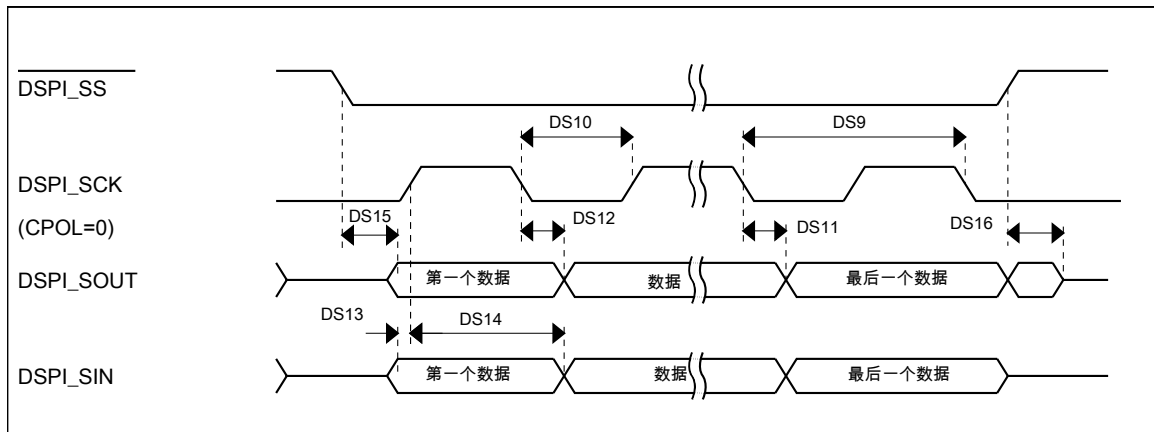 DSPI_SS
DS10
DS9
DSPI_SCK
(CPOL=0)
DS15
DS12
DS11
DS16
DSPI_SOUT
第一个数据
数据
最后一个数据
DS13
DS14
DSPI_SIN
第一个数据
数据
最后一个数据